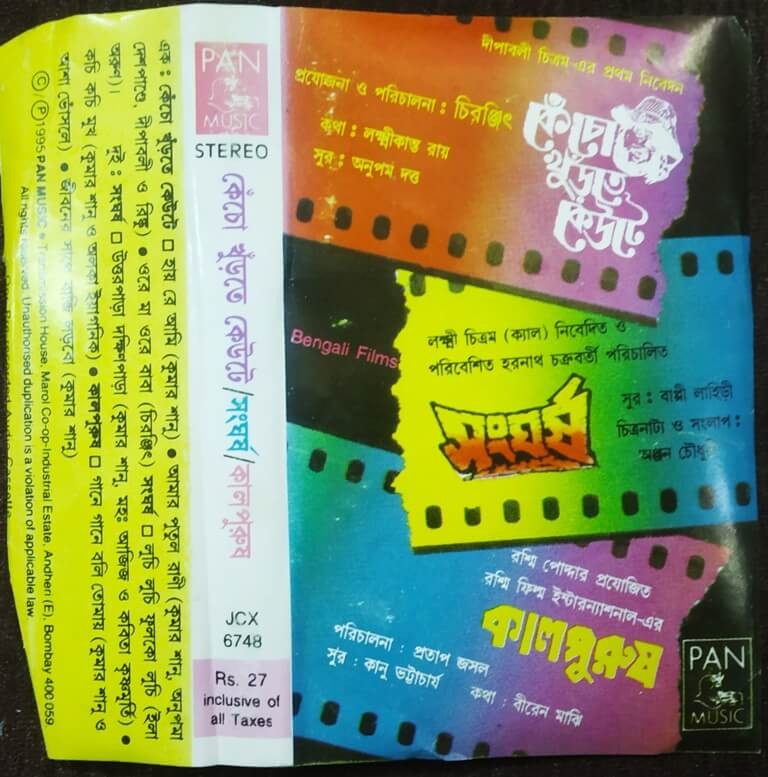 দীপাবলী চিত্রম-এর প্রথম নিবেদন
প্রযোজনা ও পরিচালনা : চিরঞ্জিৎ
কথা : লক্ষ্মীকান্ত রায়
সুর : অনুপম দত্ত
কেঁচো
খুঁড়তে
কেউটে
Bengali Films
লক্ষ্মী চিত্রম (ক্যাল) নিবেদিত ও
পরিবেশিত হরনাথ চক্রবর্তী পরিচালিত
সংঘর্ষ
সুর : বাপ্পী লাহিড়ী
চিত্রনাট্য ও সংলাপ :
অঞ্জন চৌধুরী
রশ্মি পোদ্দার প্রযোজিত
রশ্মি ফিল্ম ইন্টারন্যাশনাল-এর
কালপুরুষ
পরিচালনা : প্রতাপ জসল
সুর : কানু ভট্টাচার্য
কথা : বীরেন মাঝি
PAN
MUSIC
PAN
MUSIC
STEREO
কেঁচো খুঁড়তে কেউটে/সংঘর্ষ/কালপুরুষ
JCX
6748
Rs. 27
inclusive of
all Taxes
এক : কেঁচো খুঁড়তে কেউটে □ হায় রে আমি (কুমার শানু) • আমার পুতুল রাণী (কুমার শানু, অনুপমা
দেশপাণ্ডে, দীপাবলী ও রিঙ্কু) • ওরে মা ওরে বাবা (চিরঞ্জিৎ) সংঘর্ষ □ লুচি লুচি ফুলকো লুচি (ইলা
অরুন)।।
দুই : সংঘর্ষ □ উত্তরপাড়া দক্ষিনপাড়া (কুমার শানু, মহঃ আজিজ ও কবিতা কৃষ্ণমূর্তি) •
কচি কচি মুখ (কুমার শানু ও অলকা ইয়াগনিক) • কালপুরুষ □ গানে গানে বলি তোমায় (কুমার শানু ও
আশা ভোঁসলে) • জীবনের সাথে বাজি লড়বো (কুমার শানু)
© / Ⓟ 1995 PAN MUSIC • Transmission House, Marol Co-op-Industrial Estate, Andheri (E), Bombay 400 059.
All rights reserved. Unauthorised duplication is a violation of applicable law.